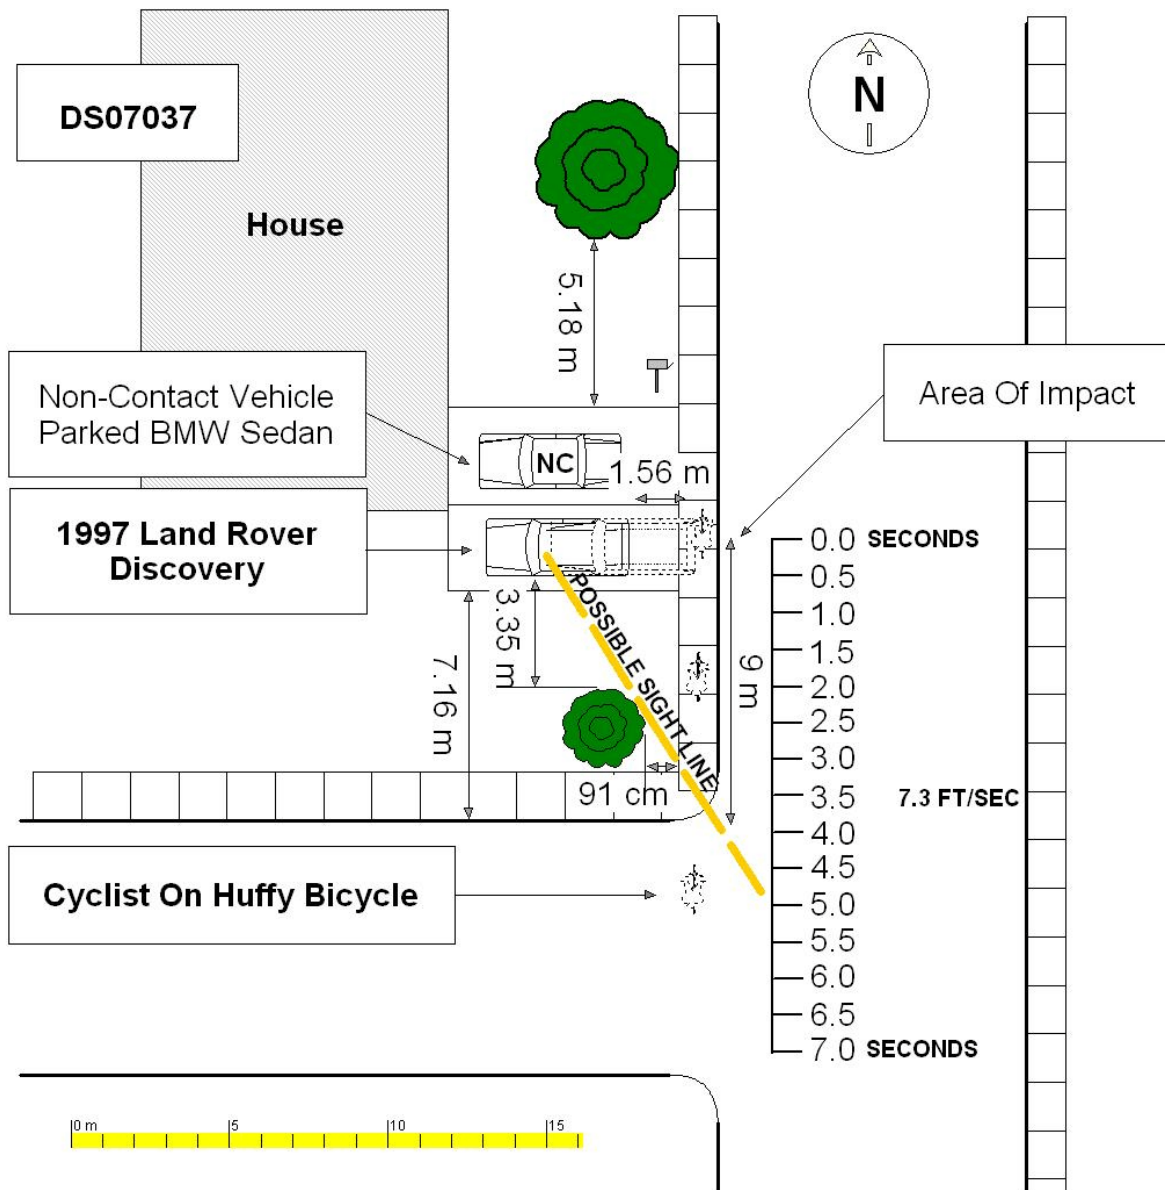 DS07037
N
House
5.18 m
Non-Contact Vehicle
Parked BMW Sedan
Area Of Impact
NC
1.56 m
1997 Land Rover
Discovery
0.0 SECONDS
0.5
1.0
1.5
2.0
2.5
3.0
3.5
7.3 FT/SEC
4.0
4.5
5.0
5.5
6.0
6.5
7.0 SECONDS
POSSIBLE SIGHT LINE
3.35 m
7.16 m
9 m
91 cm
Cyclist On Huffy Bicycle
0 m
5
10
15